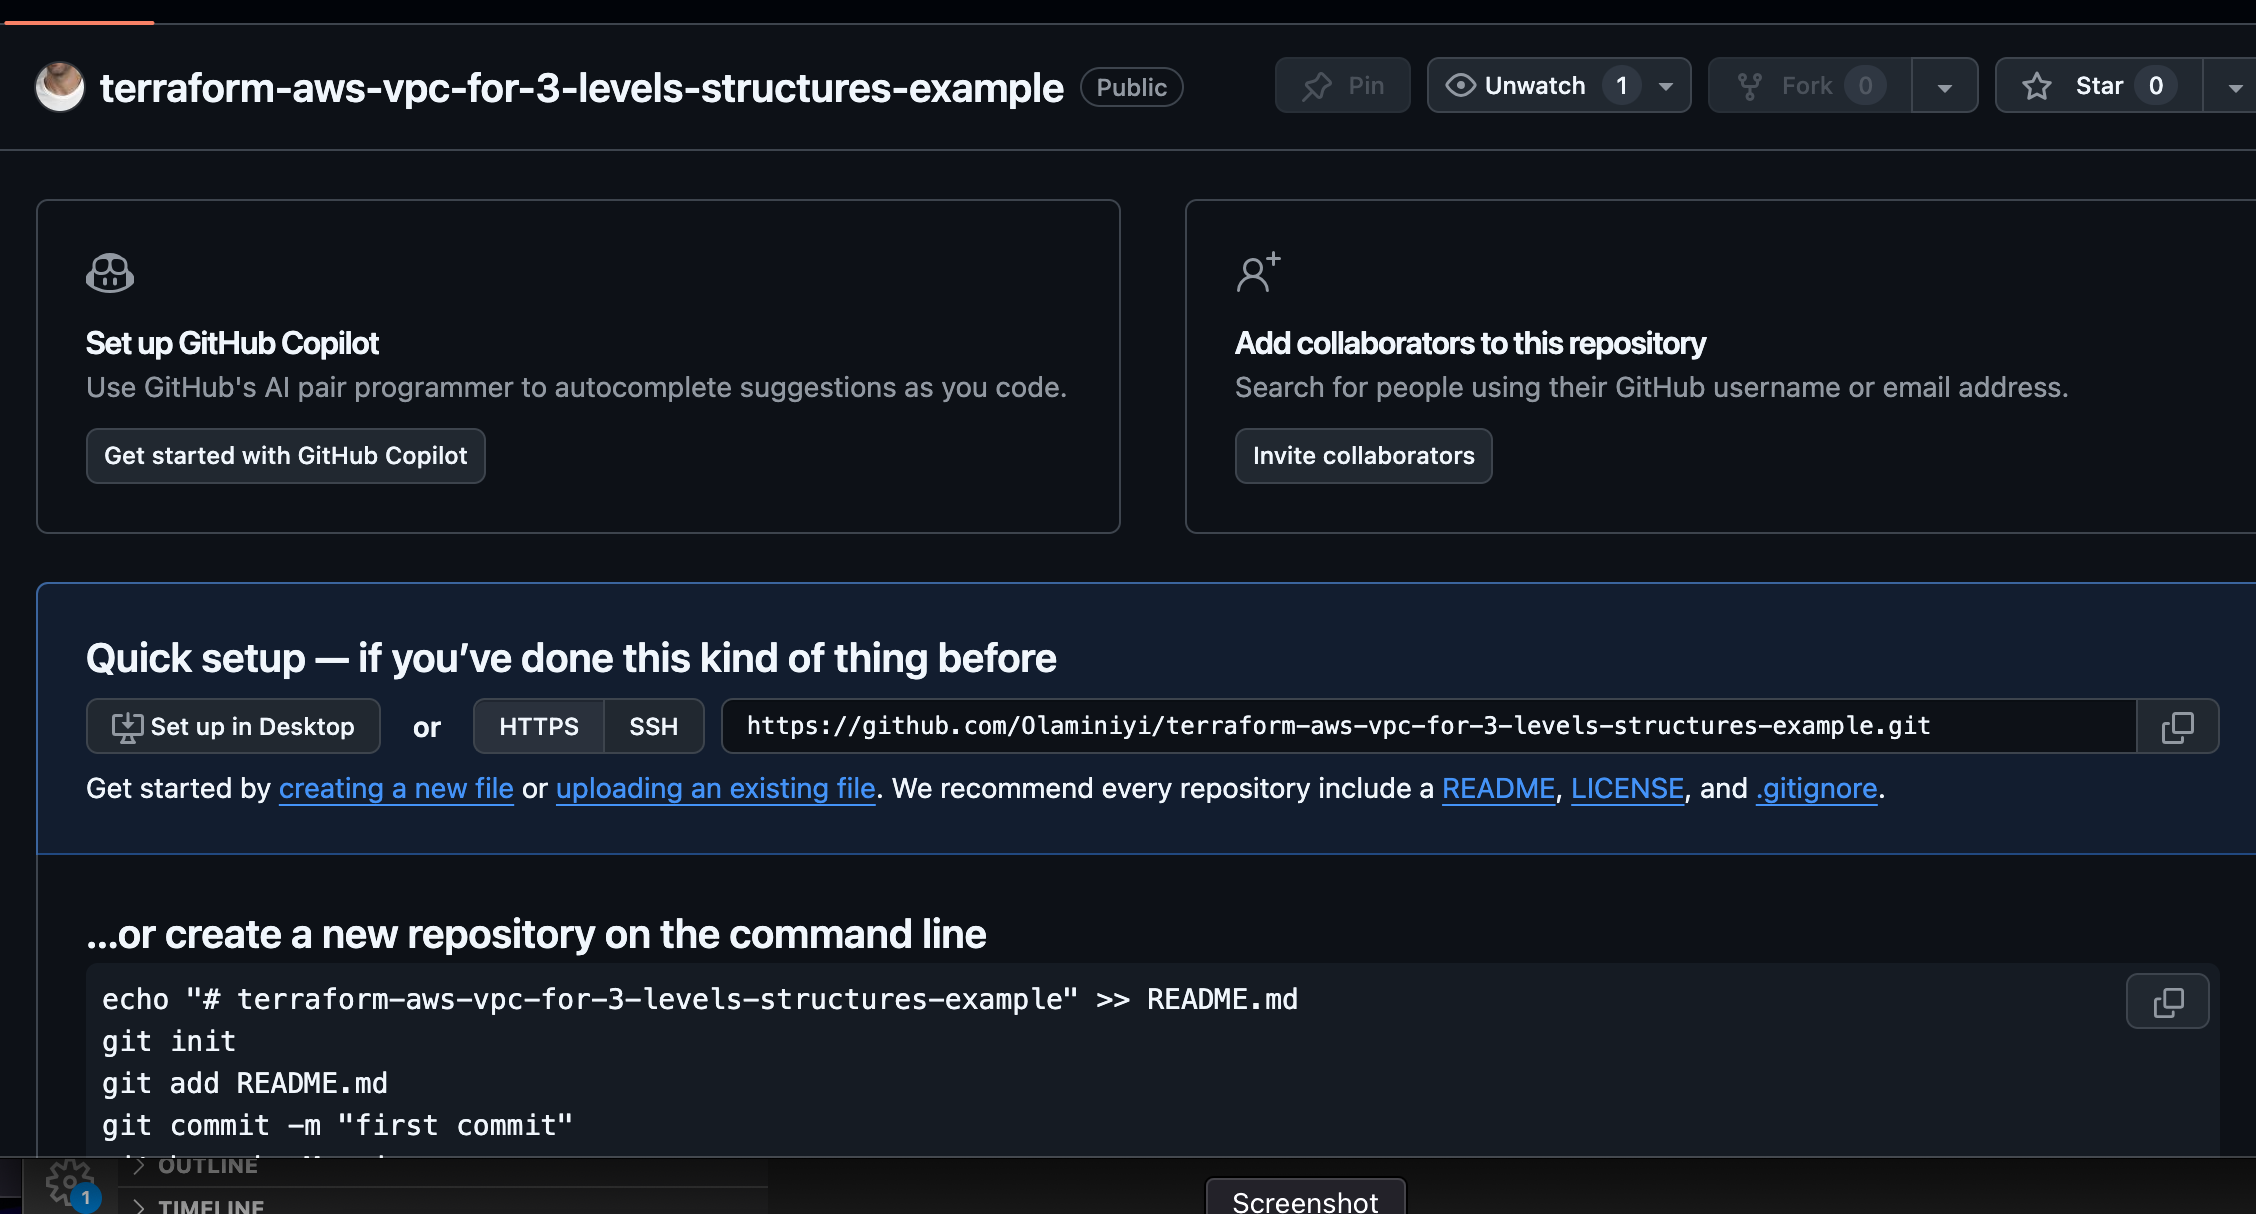 terraform-aws-vpc-for-3-levels-structures-example Public Pin Unwatch 1 Fork 0 Star 0
Set up GitHub Copilot
Use GitHub's AI pair programmer to autocomplete suggestions as you code.
Get started with GitHub Copilot
Add collaborators to this repository
Search for people using their GitHub username or email address.
Invite collaborators
Quick setup — if you’ve done this kind of thing before
Set up in Desktop or HTTPS SSH https://github.com/Olaminiyi/terraform-aws-vpc-for-3-levels-structures-example.git
Get started by creating a new file or uploading an existing file. We recommend every repository include a README, LICENSE, and .gitignore.
…or create a new repository on the command line
echo "# terraform-aws-vpc-for-3-levels-structures-example" >> README.md
git init
git add README.md
git commit -m "first commit"
OUTLINE
1
TIMELINE
Screenshot